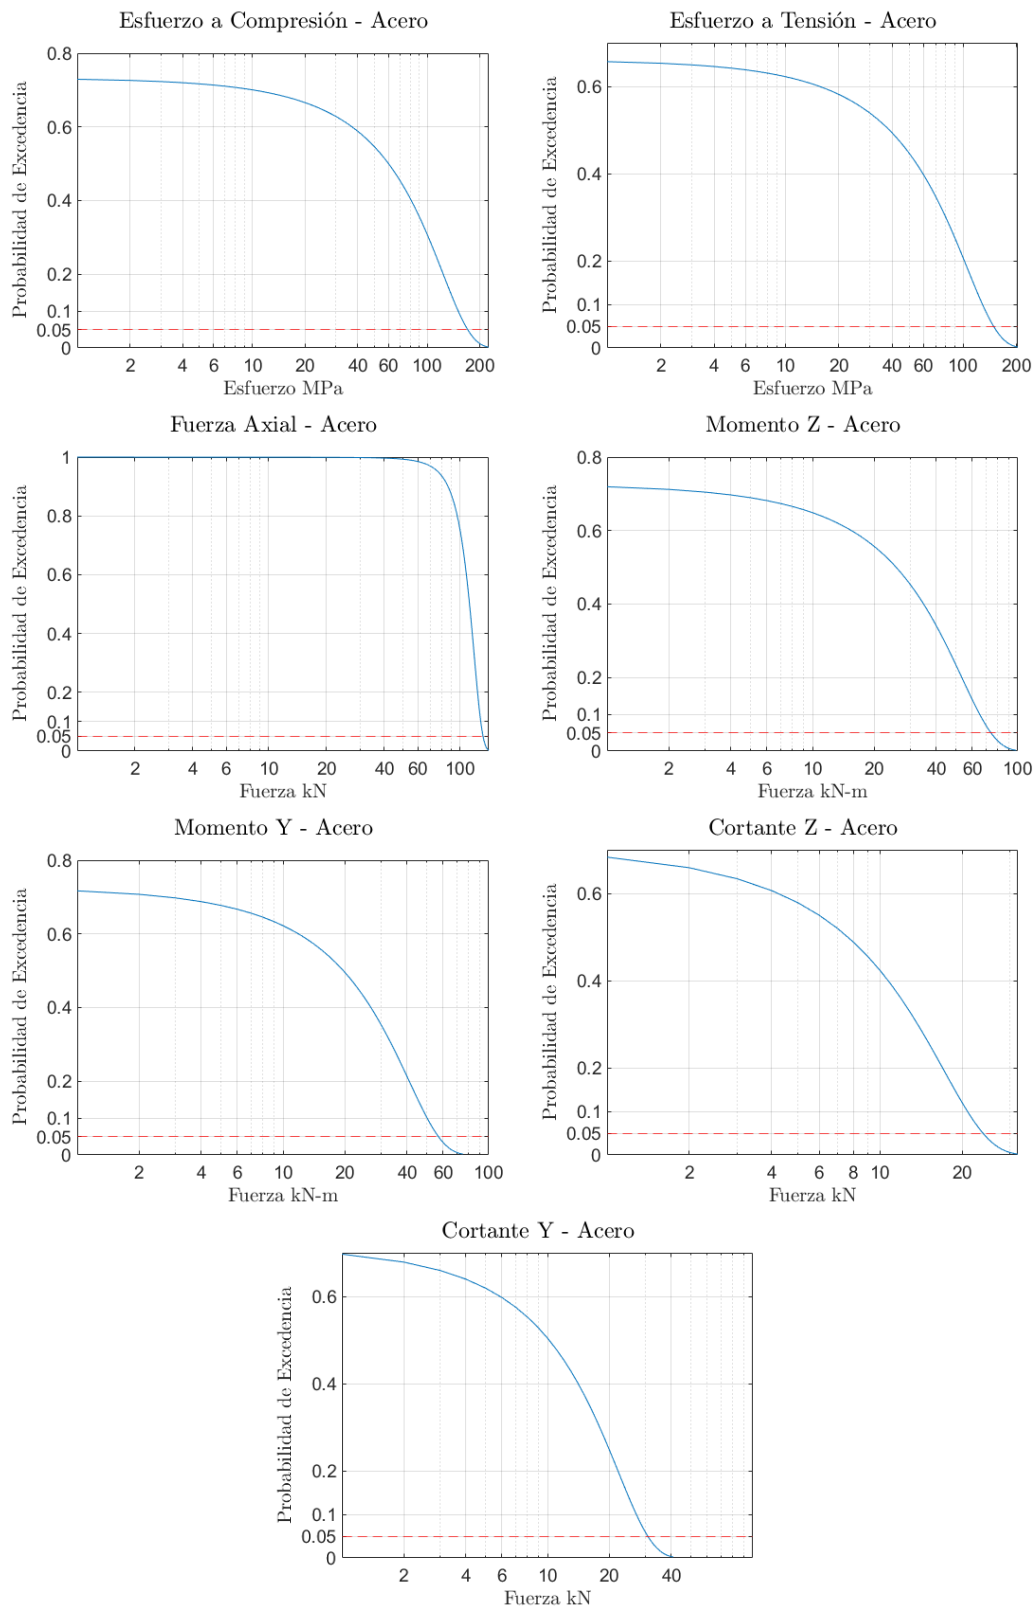 Esfuerzo a Compresión - Acero
Probabilidad de Excedencia
0.8
0.6
0.4
0.2
0.1
0.05
0
2 4 6 10 20 40 60 100 200
Esfuerzo MPa
Esfuerzo a Tensión - Acero
Probabilidad de Excedencia
0.6
0.4
0.2
0.1
0.05
0
2 4 6 10 20 40 60 100 200
Esfuerzo MPa
Fuerza Axial - Acero
Probabilidad de Excedencia
1
0.8
0.6
0.4
0.2
0.1
0.05
0
2 4 6 10 20 40 60 100
Fuerza kN
Momento Z - Acero
Probabilidad de Excedencia
0.8
0.6
0.4
0.2
0.1
0.05
0
2 4 6 10 20 40 60 100
Fuerza kN-m
Momento Y - Acero
Probabilidad de Excedencia
0.8
0.6
0.4
0.2
0.1
0.05
0
2 4 6 10 20 40 60 100
Fuerza kN-m
Cortante Z - Acero
Probabilidad de Excedencia
0.6
0.4
0.2
0.1
0.05
0
2 4 6 8 10 20
Fuerza kN
Cortante Y - Acero
Probabilidad de Excedencia
0.6
0.4
0.2
0.1
0.05
0
2 4 6 10 20 40
Fuerza kN